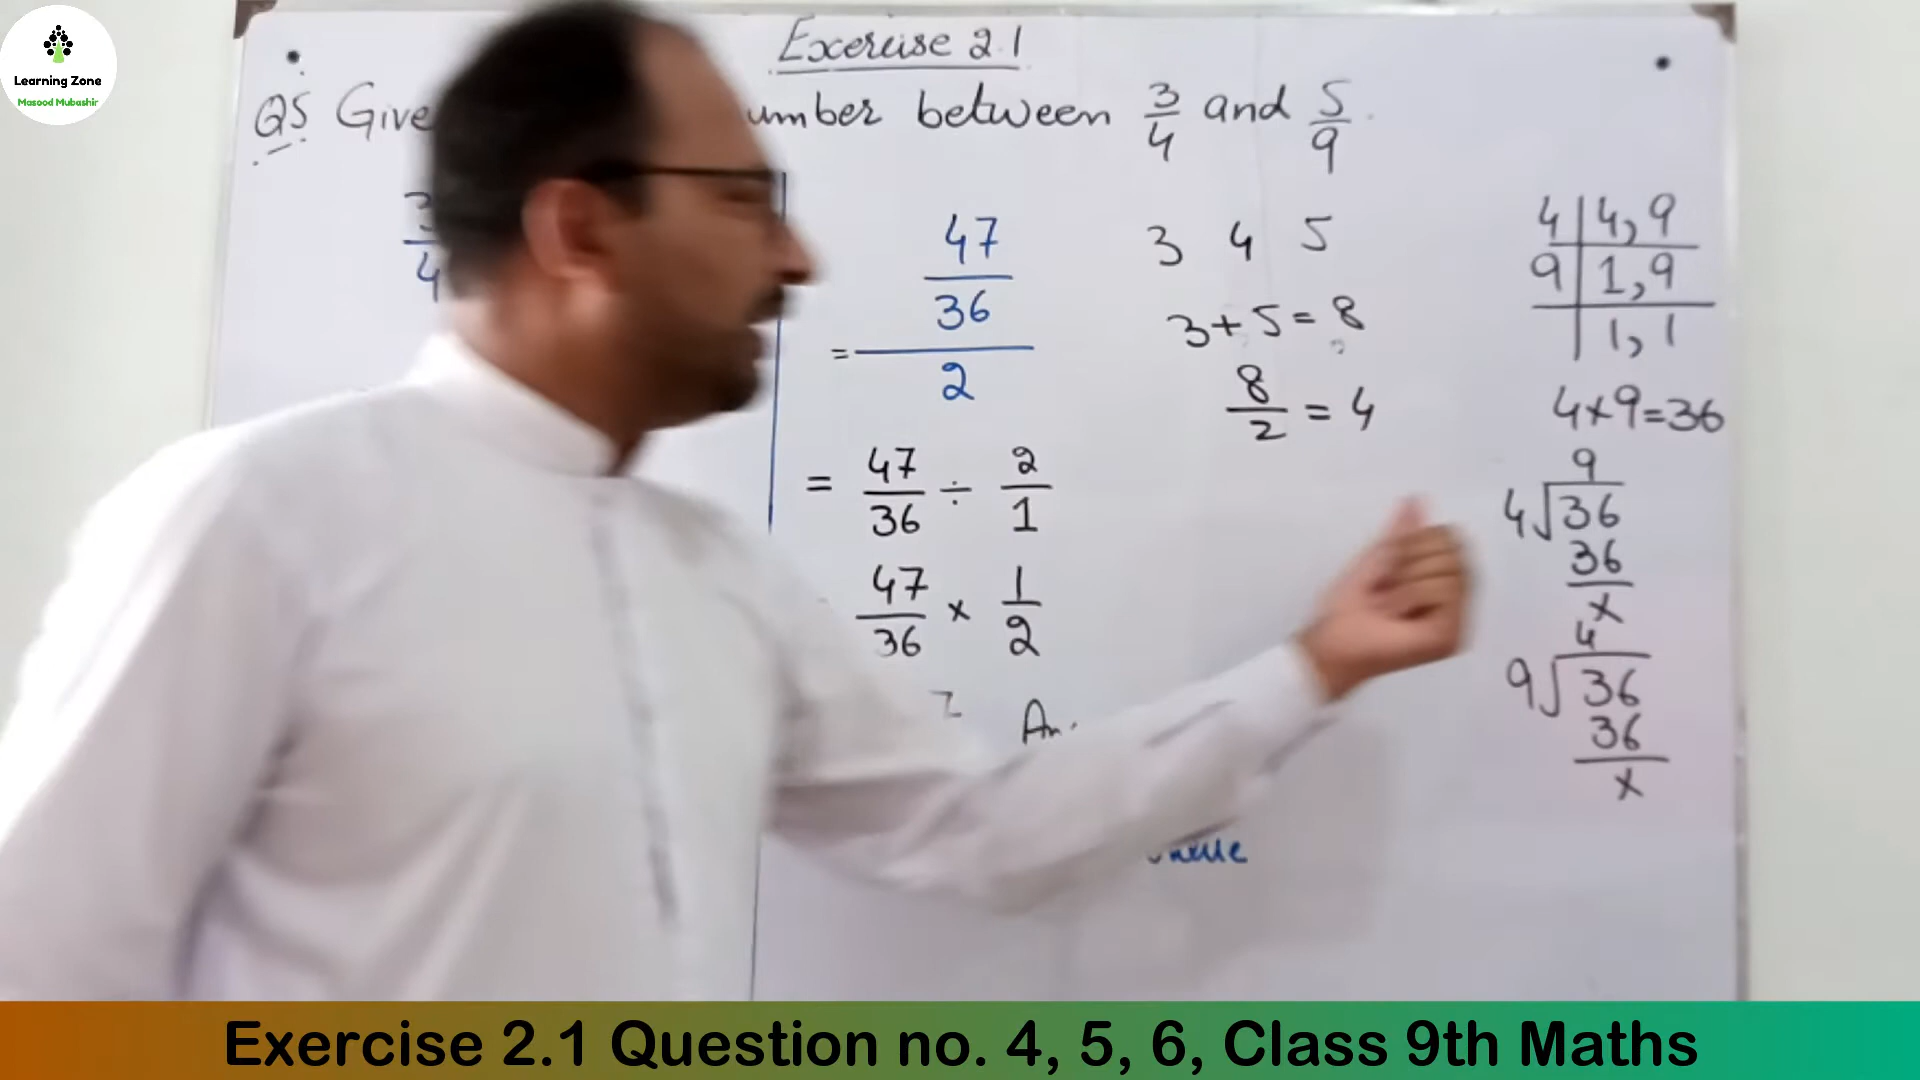 Learning Zone
Masood Mubashir
Excercise 2.1
Q5 Give umber between 3/4 and 5/9.
3/4
47
36
=
2
= 47/36 ÷ 2/1
47/36 × 1/2
An.
3 4 5
3+5=8
8/2 = 4
4 | 4, 9
9 | 1, 9
| 1, 1
4×9=36
9
4√36
36
x
4
9√36
36
x
Exercise 2.1 Question no. 4, 5, 6, Class 9th Maths